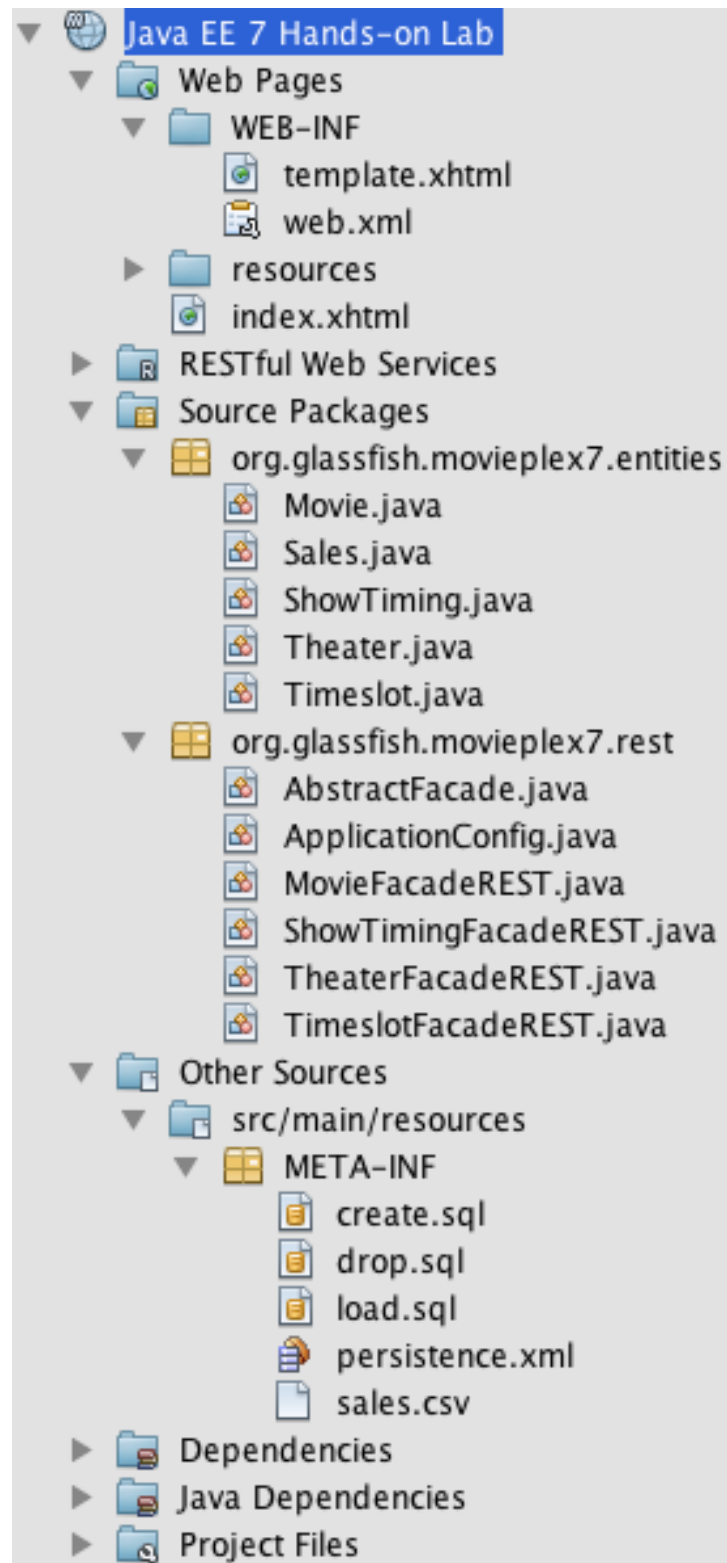 Java EE 7 Hands-on Lab
Web Pages
WEB-INF
template.xhtml
web.xml
resources
index.xhtml
RESTful Web Services
Source Packages
org.glassfish.movieplex7.entities
Movie.java
Sales.java
ShowTiming.java
Theater.java
Timeslot.java
org.glassfish.movieplex7.rest
AbstractFacade.java
ApplicationConfig.java
MovieFacadeREST.java
ShowTimingFacadeREST.java
TheaterFacadeREST.java
TimeslotFacadeREST.java
Other Sources
src/main/resources
META-INF
create.sql
drop.sql
load.sql
persistence.xml
sales.csv
Dependencies
Java Dependencies
Project Files